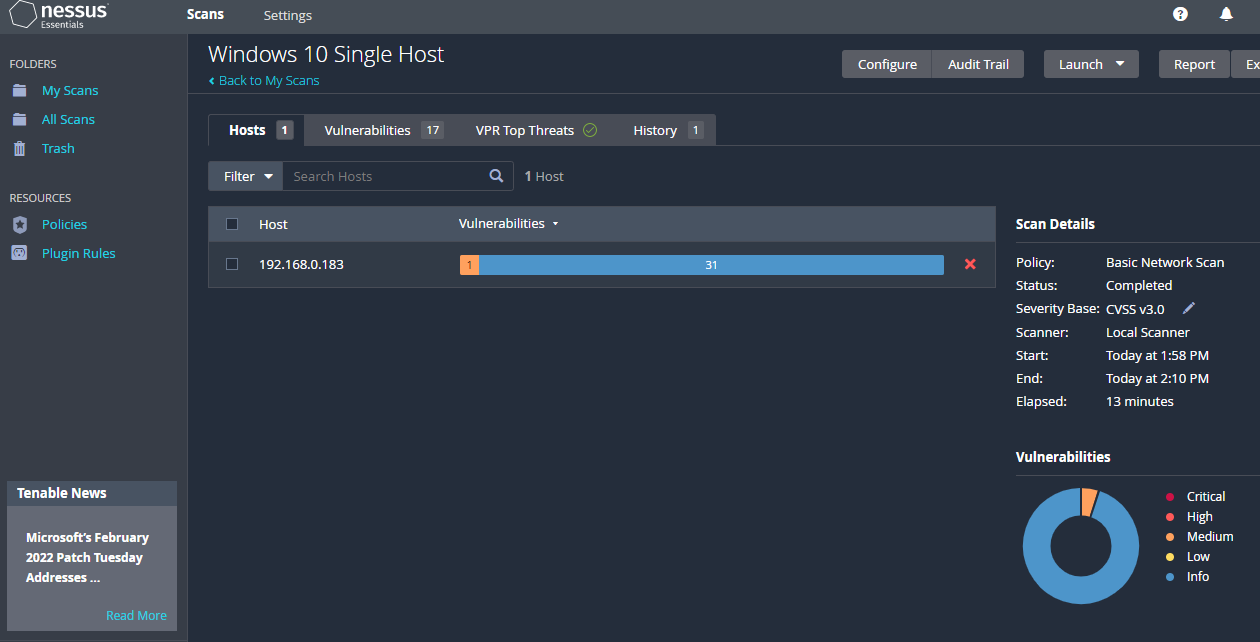 nessus
Essentials
Scans
Settings
?
FOLDERS
My Scans
All Scans
Trash
RESOURCES
Policies
Plugin Rules
Tenable News
Microsoft's February
2022 Patch Tuesday
Addresses ...
Read More
Windows 10 Single Host
< Back to My Scans
Configure
Audit Trail
Launch
Report
Ex
Hosts 1
Vulnerabilities 17
VPR Top Threats
History 1
Filter
Search Hosts
1 Host
Host
Vulnerabilities
192.168.0.183
1
31
Scan Details
Policy: Basic Network Scan
Status: Completed
Severity Base: CVSS v3.0
Scanner: Local Scanner
Start: Today at 1:58 PM
End: Today at 2:10 PM
Elapsed: 13 minutes
Vulnerabilities
Critical
High
Medium
Low
Info